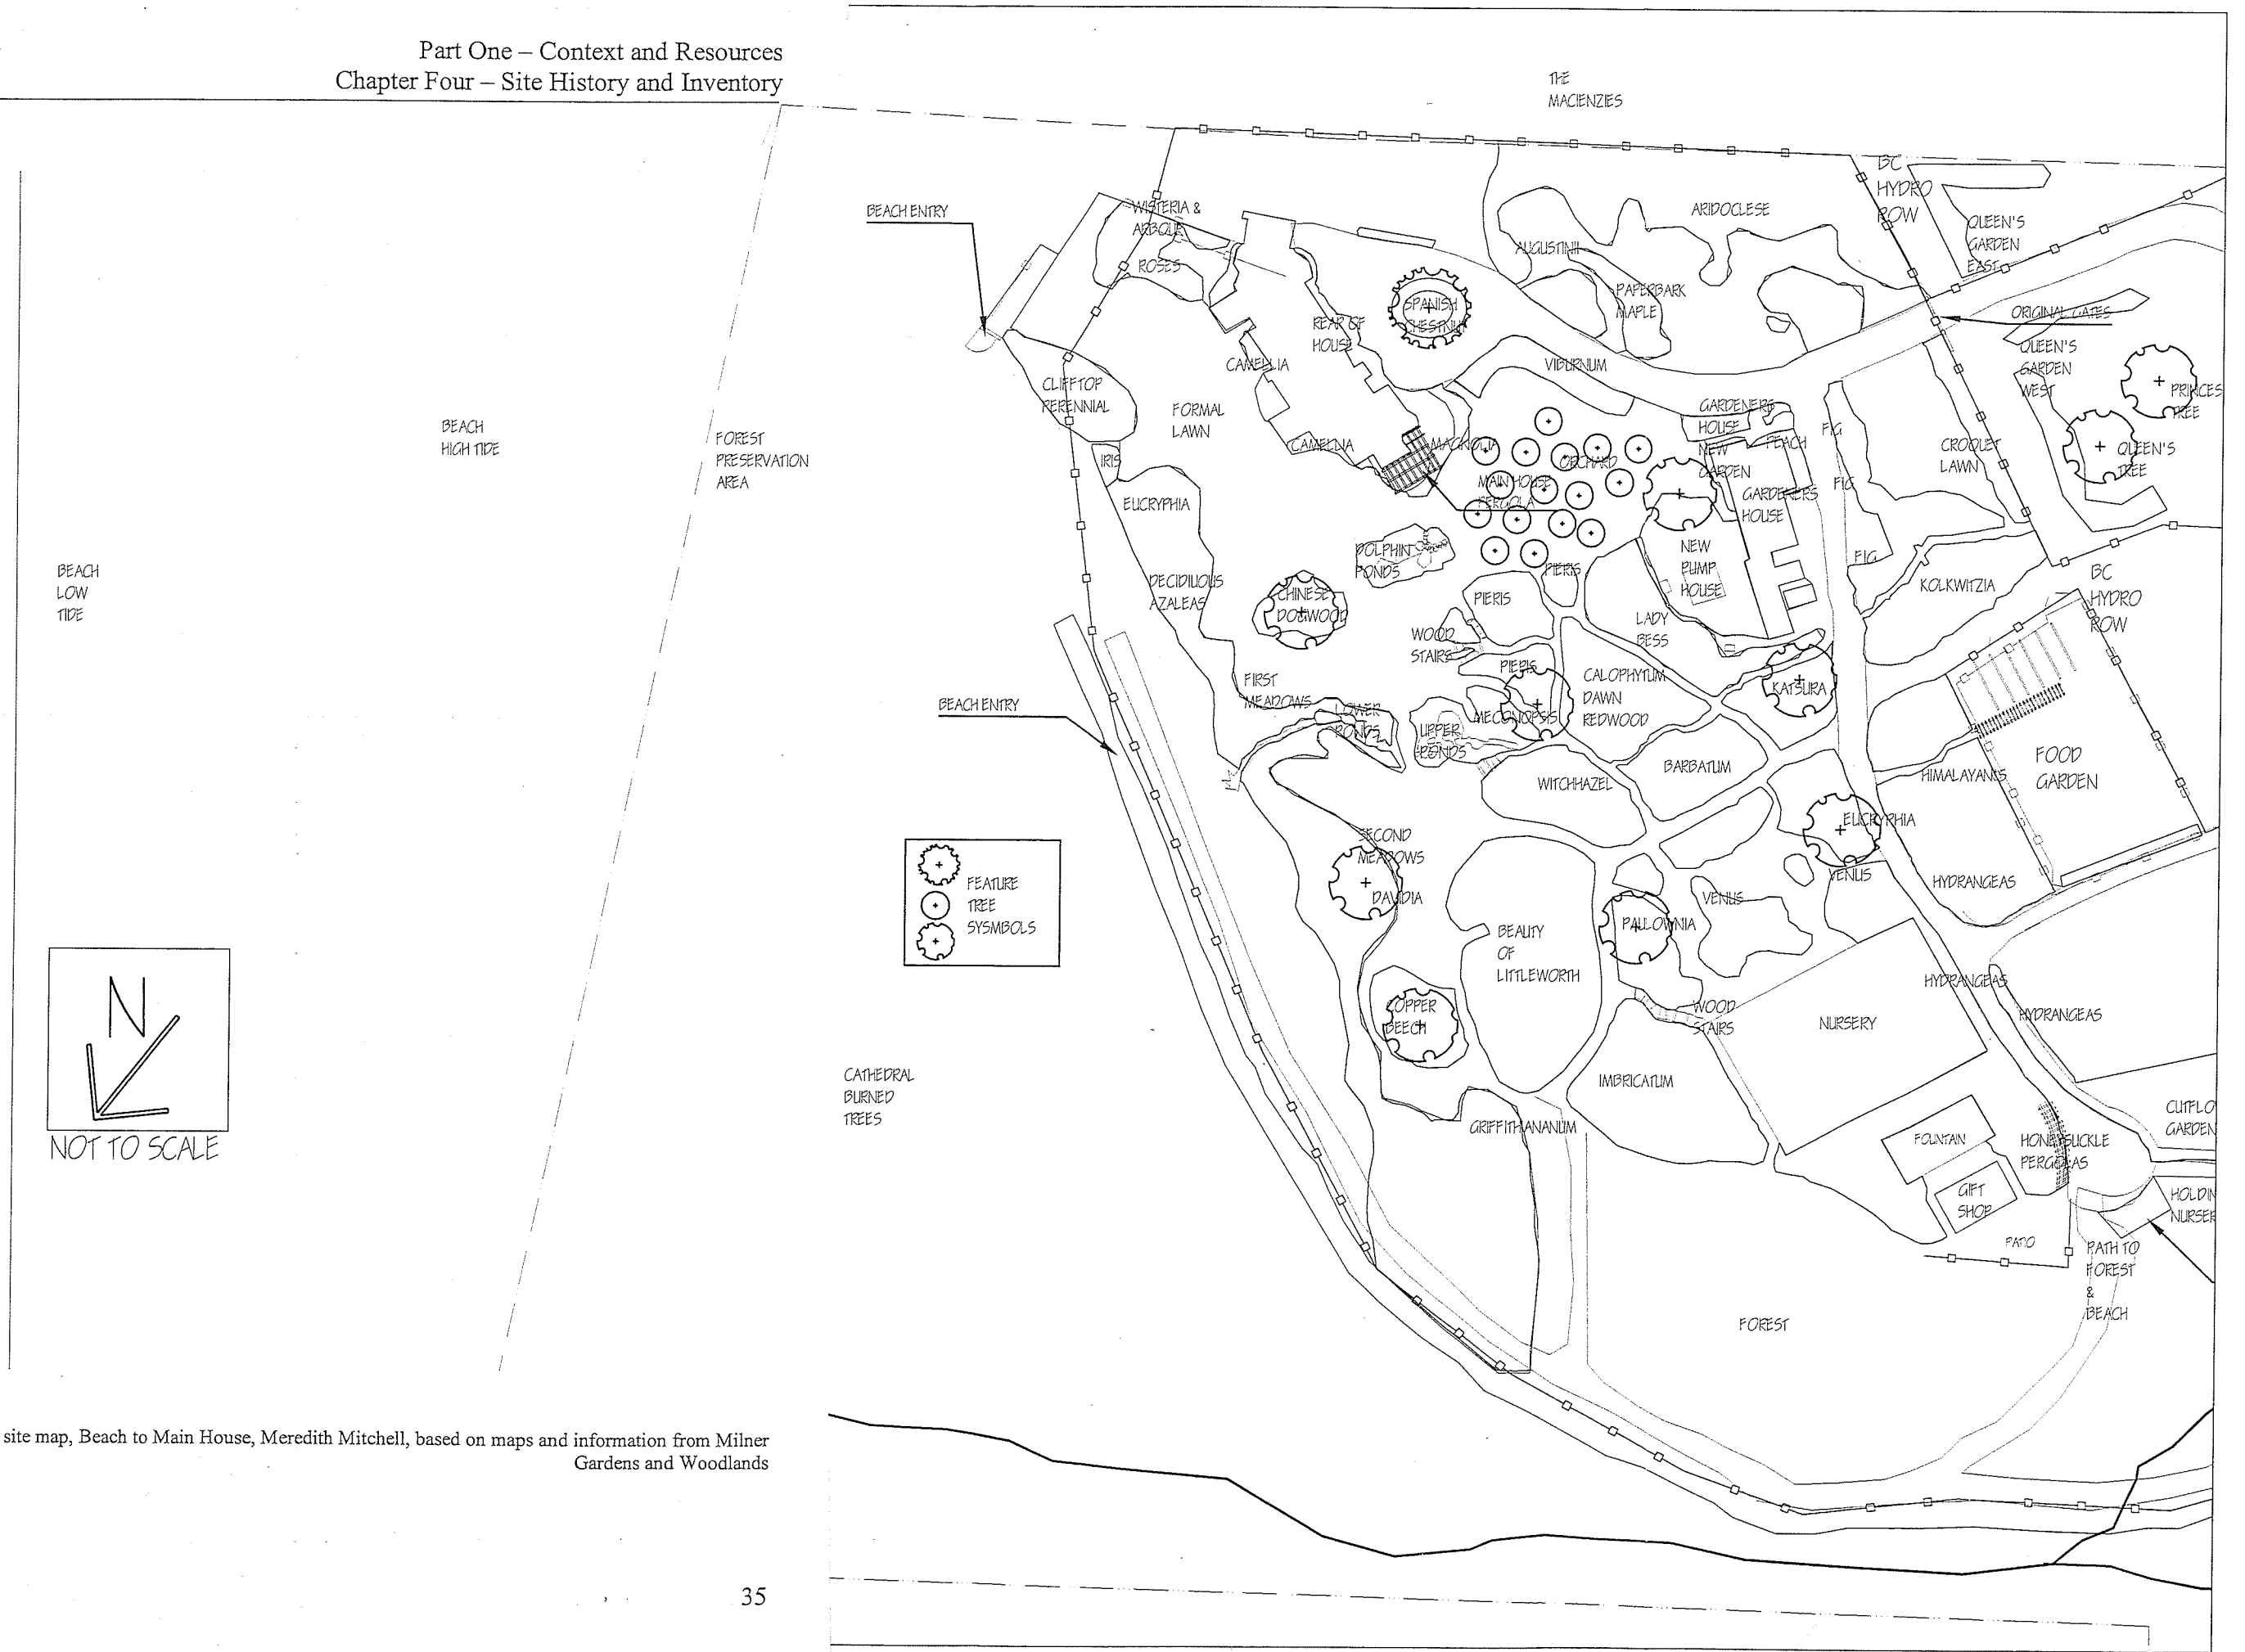 Part One – Context and Resources
Chapter Four – Site History and Inventory
THE
MACIENZIES
BEACH ENTRY
WISTERIA &
ROSES
AUGUSTINII
ARIDOCLESE
BC
HYDRO
ROW
QUEEN'S
GARDEN
EAST
PAPERBARK
MAPLE
SPANISH
CHESTNUT
REAR OF
HOUSE
ORIGINAL GATES
QUEEN'S
GARDEN
WEST
PRINCES
TREE
CAMELLIA
VIBURNUM
CLIFFTOP
PERENNIAL
FORMAL
LAWN
GARDENERS
HOUSE
FIG
BEACH
HIGH TIDE
FOREST
PRESERVATION
AREA
CAMELLIA
MAGNOLIA
PEACH
NEW
GARDEN
CROQUET
LAWN
QUEEN'S
TREE
IRIS
ORCHARD
MAIN HOUSE
PERGOLA
FIG
GARDENERS
HOUSE
EUCRYPHIA
DOLPHIN
PONDS
NEW
PUMP
HOUSE
FIG
BEACH
LOW
TIDE
DECIDIUOUS
AZALEAS
CHINESE
DOGWOOD
PIERIS
PIERIS
KOLKWITZIA
BC
HYDRO
ROW
WOOD
STAIRS
LADY
BESS
PIERIS
CALOPHYTUM
DAWN
REDWOOD
KATSURA
FIRST
MEADOWS
LOWER
PONDS
BEACH ENTRY
UPPER
PONDS
MECONOPSIS
WITCHHAZEL
BARBATUM
HIMALAYANS
FOOD
GARDEN
SECOND
MEADOWS
DAVIDIA
EUCRYPHIA
VENUS
HYDRANGEAS
FEATURE
TREE
SYSMBOLS
VENUS
PALLOWNIA
BEAUTY
OF
LITTLEWORTH
HYDRANGEAS
HYDRANGEAS
COPPER
BEECH
WOOD
STAIRS
NURSERY
N
NOT TO SCALE
CATHEDRAL
BURNED
TREES
IMBRICATUM
GRIFFITHANANUM
FOUNTAIN
HONEYSUCKLE
PERGOLAS
CUTFLO
GARDEN
GIFT
SHOP
HOLDIN
NURSER
PATIO
PATH TO
FOREST
&
BEACH
FOREST
site map, Beach to Main House, Meredith Mitchell, based on maps and information from Milner
Gardens and Woodlands
35